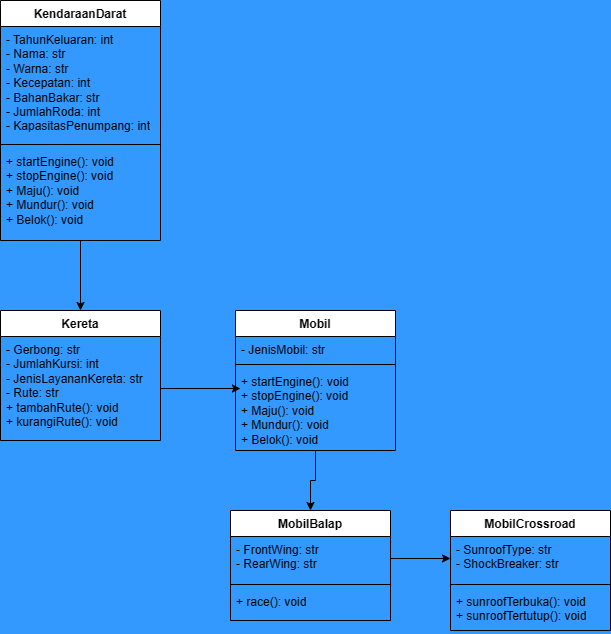 KendaraanDarat
- TahunKeluaran: int
- Nama: str
- Warna: str
- Kecepatan: int
- BahanBakar: str
- JumlahRoda: int
- KapasitasPenumpang: int
+ startEngine(): void
+ stopEngine(): void
+ Maju(): void
+ Mundur(): void
+ Belok(): void
Kereta
- Gerbong: str
- JumlahKursi: int
- JenisLayananKereta: str
- Rute: str
+ tambahRute(): void
+ kurangiRute(): void
Mobil
- JenisMobil: str
+ startEngine(): void
+ stopEngine(): void
+ Maju(): void
+ Mundur(): void
+ Belok(): void
MobilBalap
- FrontWing: str
- RearWing: str
+ race(): void
MobilCrossroad
- SunroofType: str
- ShockBreaker: str
+ sunroofTerbuka(): void
+ sunroofTertutup(): void